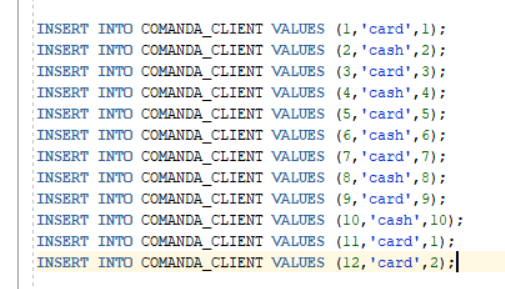 INSERT INTO COMANDA_CLIENT VALUES (1,'card',1);
INSERT INTO COMANDA_CLIENT VALUES (2,'cash',2);
INSERT INTO COMANDA_CLIENT VALUES (3,'card',3);
INSERT INTO COMANDA_CLIENT VALUES (4,'cash',4);
INSERT INTO COMANDA_CLIENT VALUES (5,'card',5);
INSERT INTO COMANDA_CLIENT VALUES (6,'cash',6);
INSERT INTO COMANDA_CLIENT VALUES (7,'card',7);
INSERT INTO COMANDA_CLIENT VALUES (8,'cash',8);
INSERT INTO COMANDA_CLIENT VALUES (9,'card',9);
INSERT INTO COMANDA_CLIENT VALUES (10,'cash',10);
INSERT INTO COMANDA_CLIENT VALUES (11,'card',1);
INSERT INTO COMANDA_CLIENT VALUES (12,'card',2);